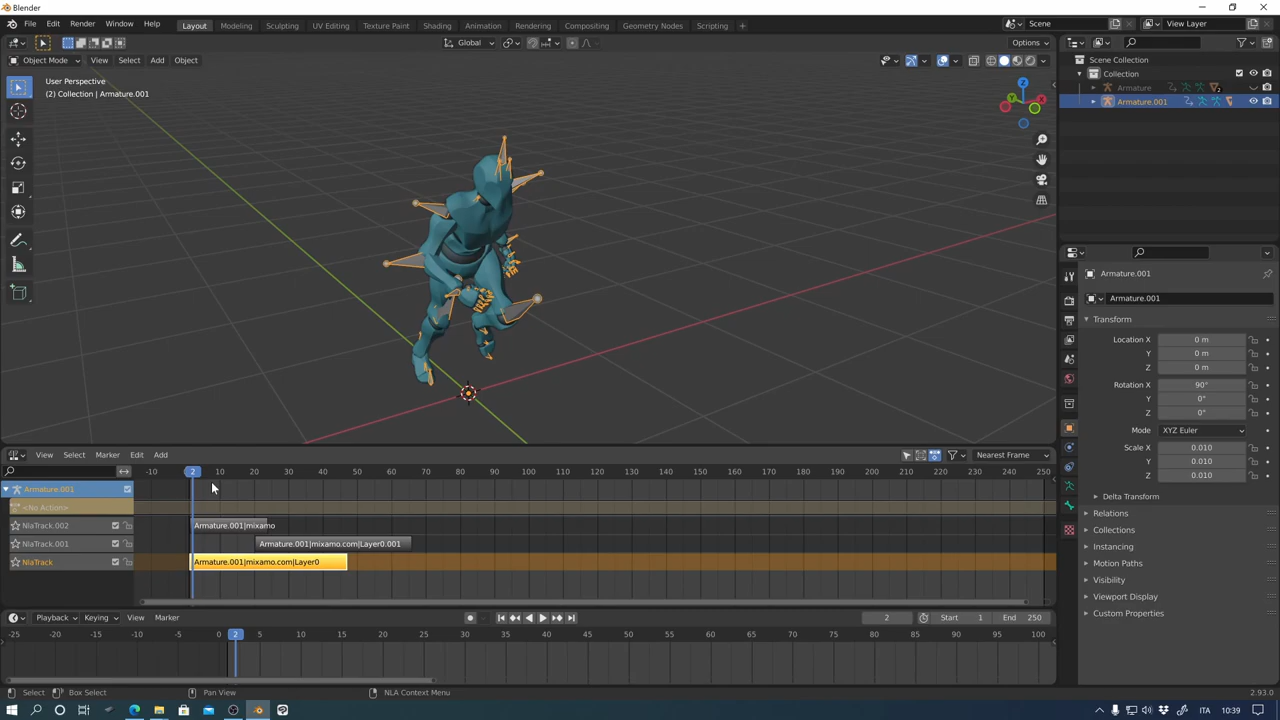 Blender
File Edit Render Window Help Layout Modeling Sculpting UV Editing Texture Paint Shading Animation Rendering Compositing Geometry Nodes Scripting + Scene View Layer
Global Options
Object Mode View Select Add Object
User Perspective
(2) Collection | Armature.001
Z
X
Y
Scene Collection
Collection
Armature 2
Armature.001
Armature.001
Armature.001
Transform
Location X 0 m
Y 0 m
Z 0 m
Rotation X 90°
Y 0°
Z 0°
Mode XYZ Euler
Scale X 0.010
Y 0.010
Z 0.010
Delta Transform
Relations
Collections
Instancing
Motion Paths
Visibility
Viewport Display
Custom Properties
View Select Marker Edit Add Nearest Frame
-10 2 10 20 30 40 50 60 70 80 90 100 110 120 130 140 150 160 170 180 190 200 210 220 230 240 250
Armature.001
<No Action>
NlaTrack.002 Armature.001|mixamo
NlaTrack.001 Armature.001|mixamo.com|Layer0.001
NlaTrack Armature.001|mixamo.com|Layer0
Playback Keying View Marker 2 Start 1 End 250
-25 -20 -15 -10 -5 0 2 5 10 15 20 25 30 35 40 45 50 55 60 65 70 75 80 85 90 95 100
Select Box Select Pan View NLA Context Menu 2.93.0
ITA 10:39